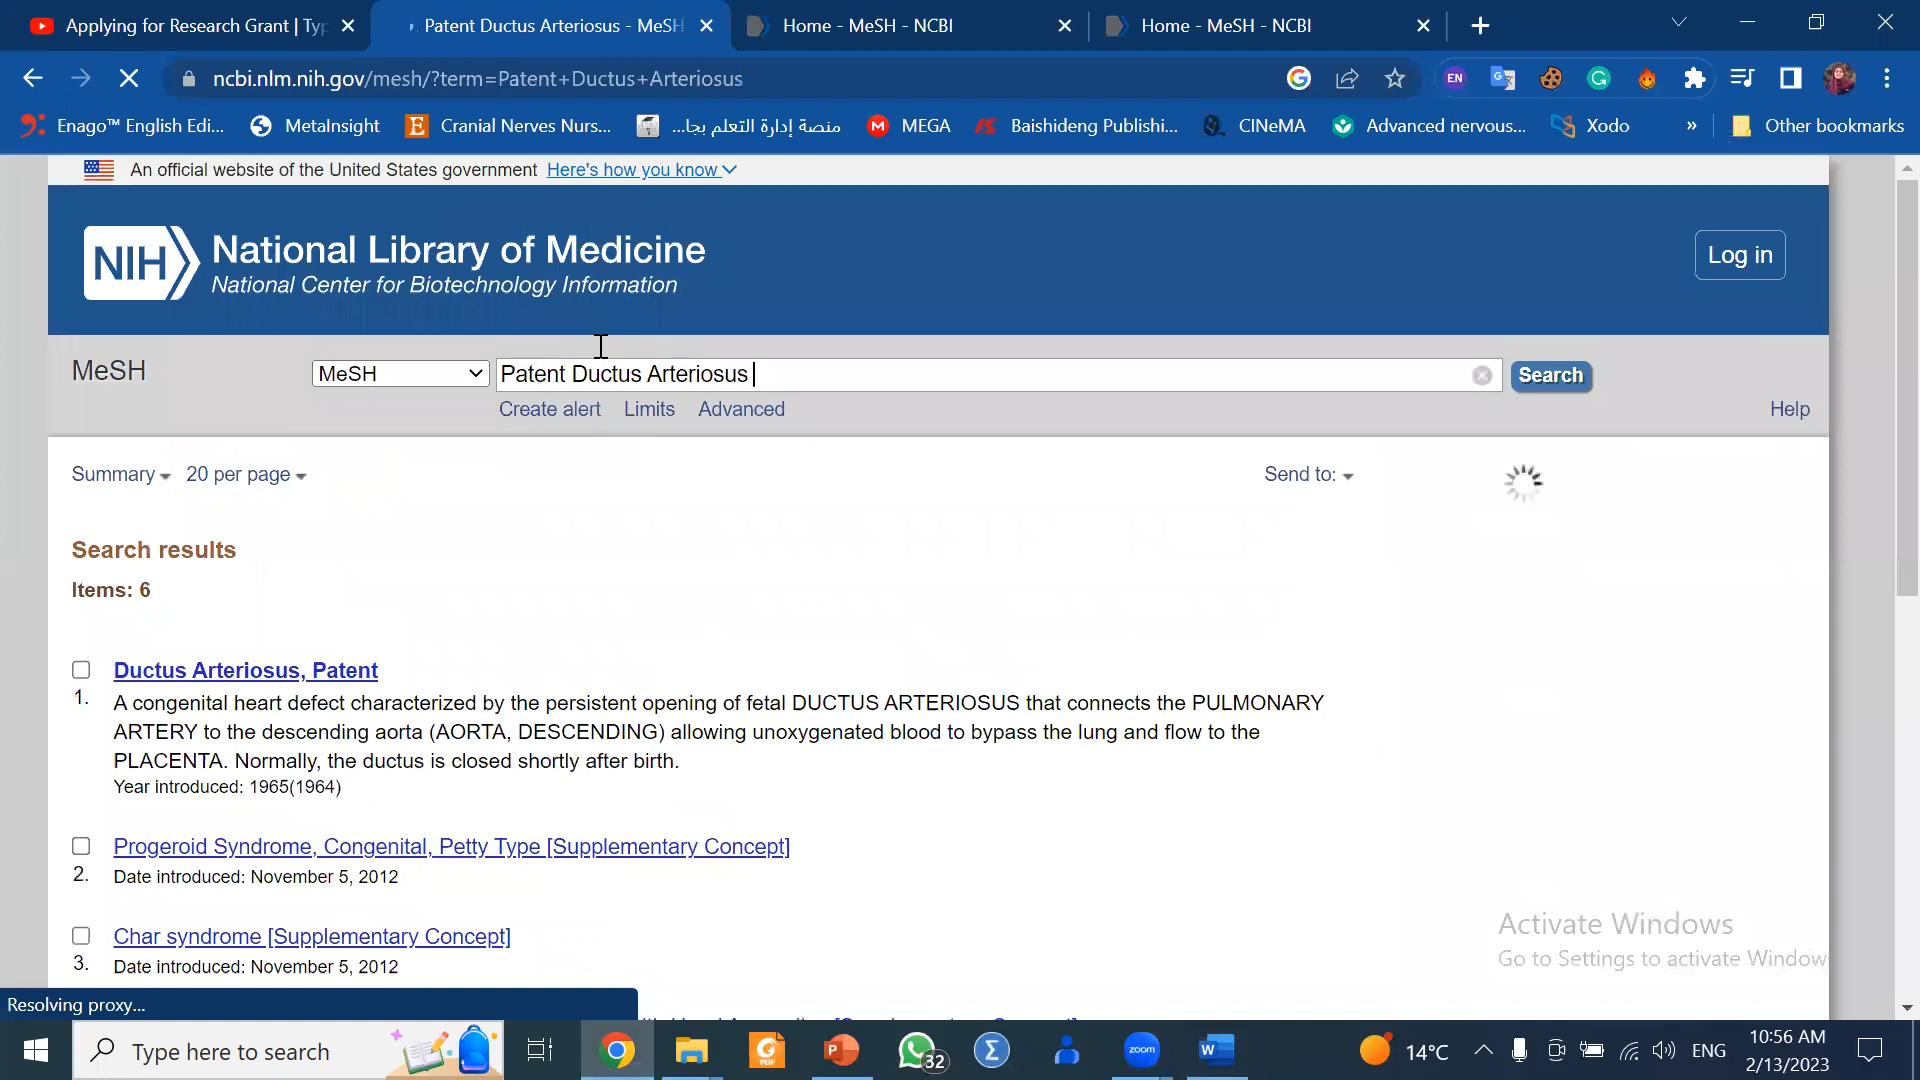 Applying for Research Grant | Typ
Patent Ductus Arteriosus - MeSH
Home - MeSH - NCBI
Home - MeSH - NCBI
ncbi.nlm.nih.gov/mesh/?term=Patent+Ductus+Arteriosus
EN
Enago™ English Edi...
MetaInsight
Cranial Nerves Nurs...
منصة إدارة التعلم بجا...
MEGA
Baishideng Publishi...
CINeMA
Advanced nervous...
Xodo
»
Other bookmarks
An official website of the United States government Here's how you know
NIH
National Library of Medicine
National Center for Biotechnology Information
Log in
MeSH
MeSH
Patent Ductus Arteriosus
Search
Create alert Limits Advanced
Help
Summary
20 per page
Send to:
Search results
Items: 6
Ductus Arteriosus, Patent
1. A congenital heart defect characterized by the persistent opening of fetal DUCTUS ARTERIOSUS that connects the PULMONARY
ARTERY to the descending aorta (AORTA, DESCENDING) allowing unoxygenated blood to bypass the lung and flow to the
PLACENTA. Normally, the ductus is closed shortly after birth.
Year introduced: 1965(1964)
Progeroid Syndrome, Congenital, Petty Type [Supplementary Concept]
2. Date introduced: November 5, 2012
Char syndrome [Supplementary Concept]
3. Date introduced: November 5, 2012
Activate Windows
Go to Settings to activate Window
Resolving proxy...
Type here to search
PDF
P
32
Σ
zoom
W
14°C
ENG
10:56 AM
2/13/2023